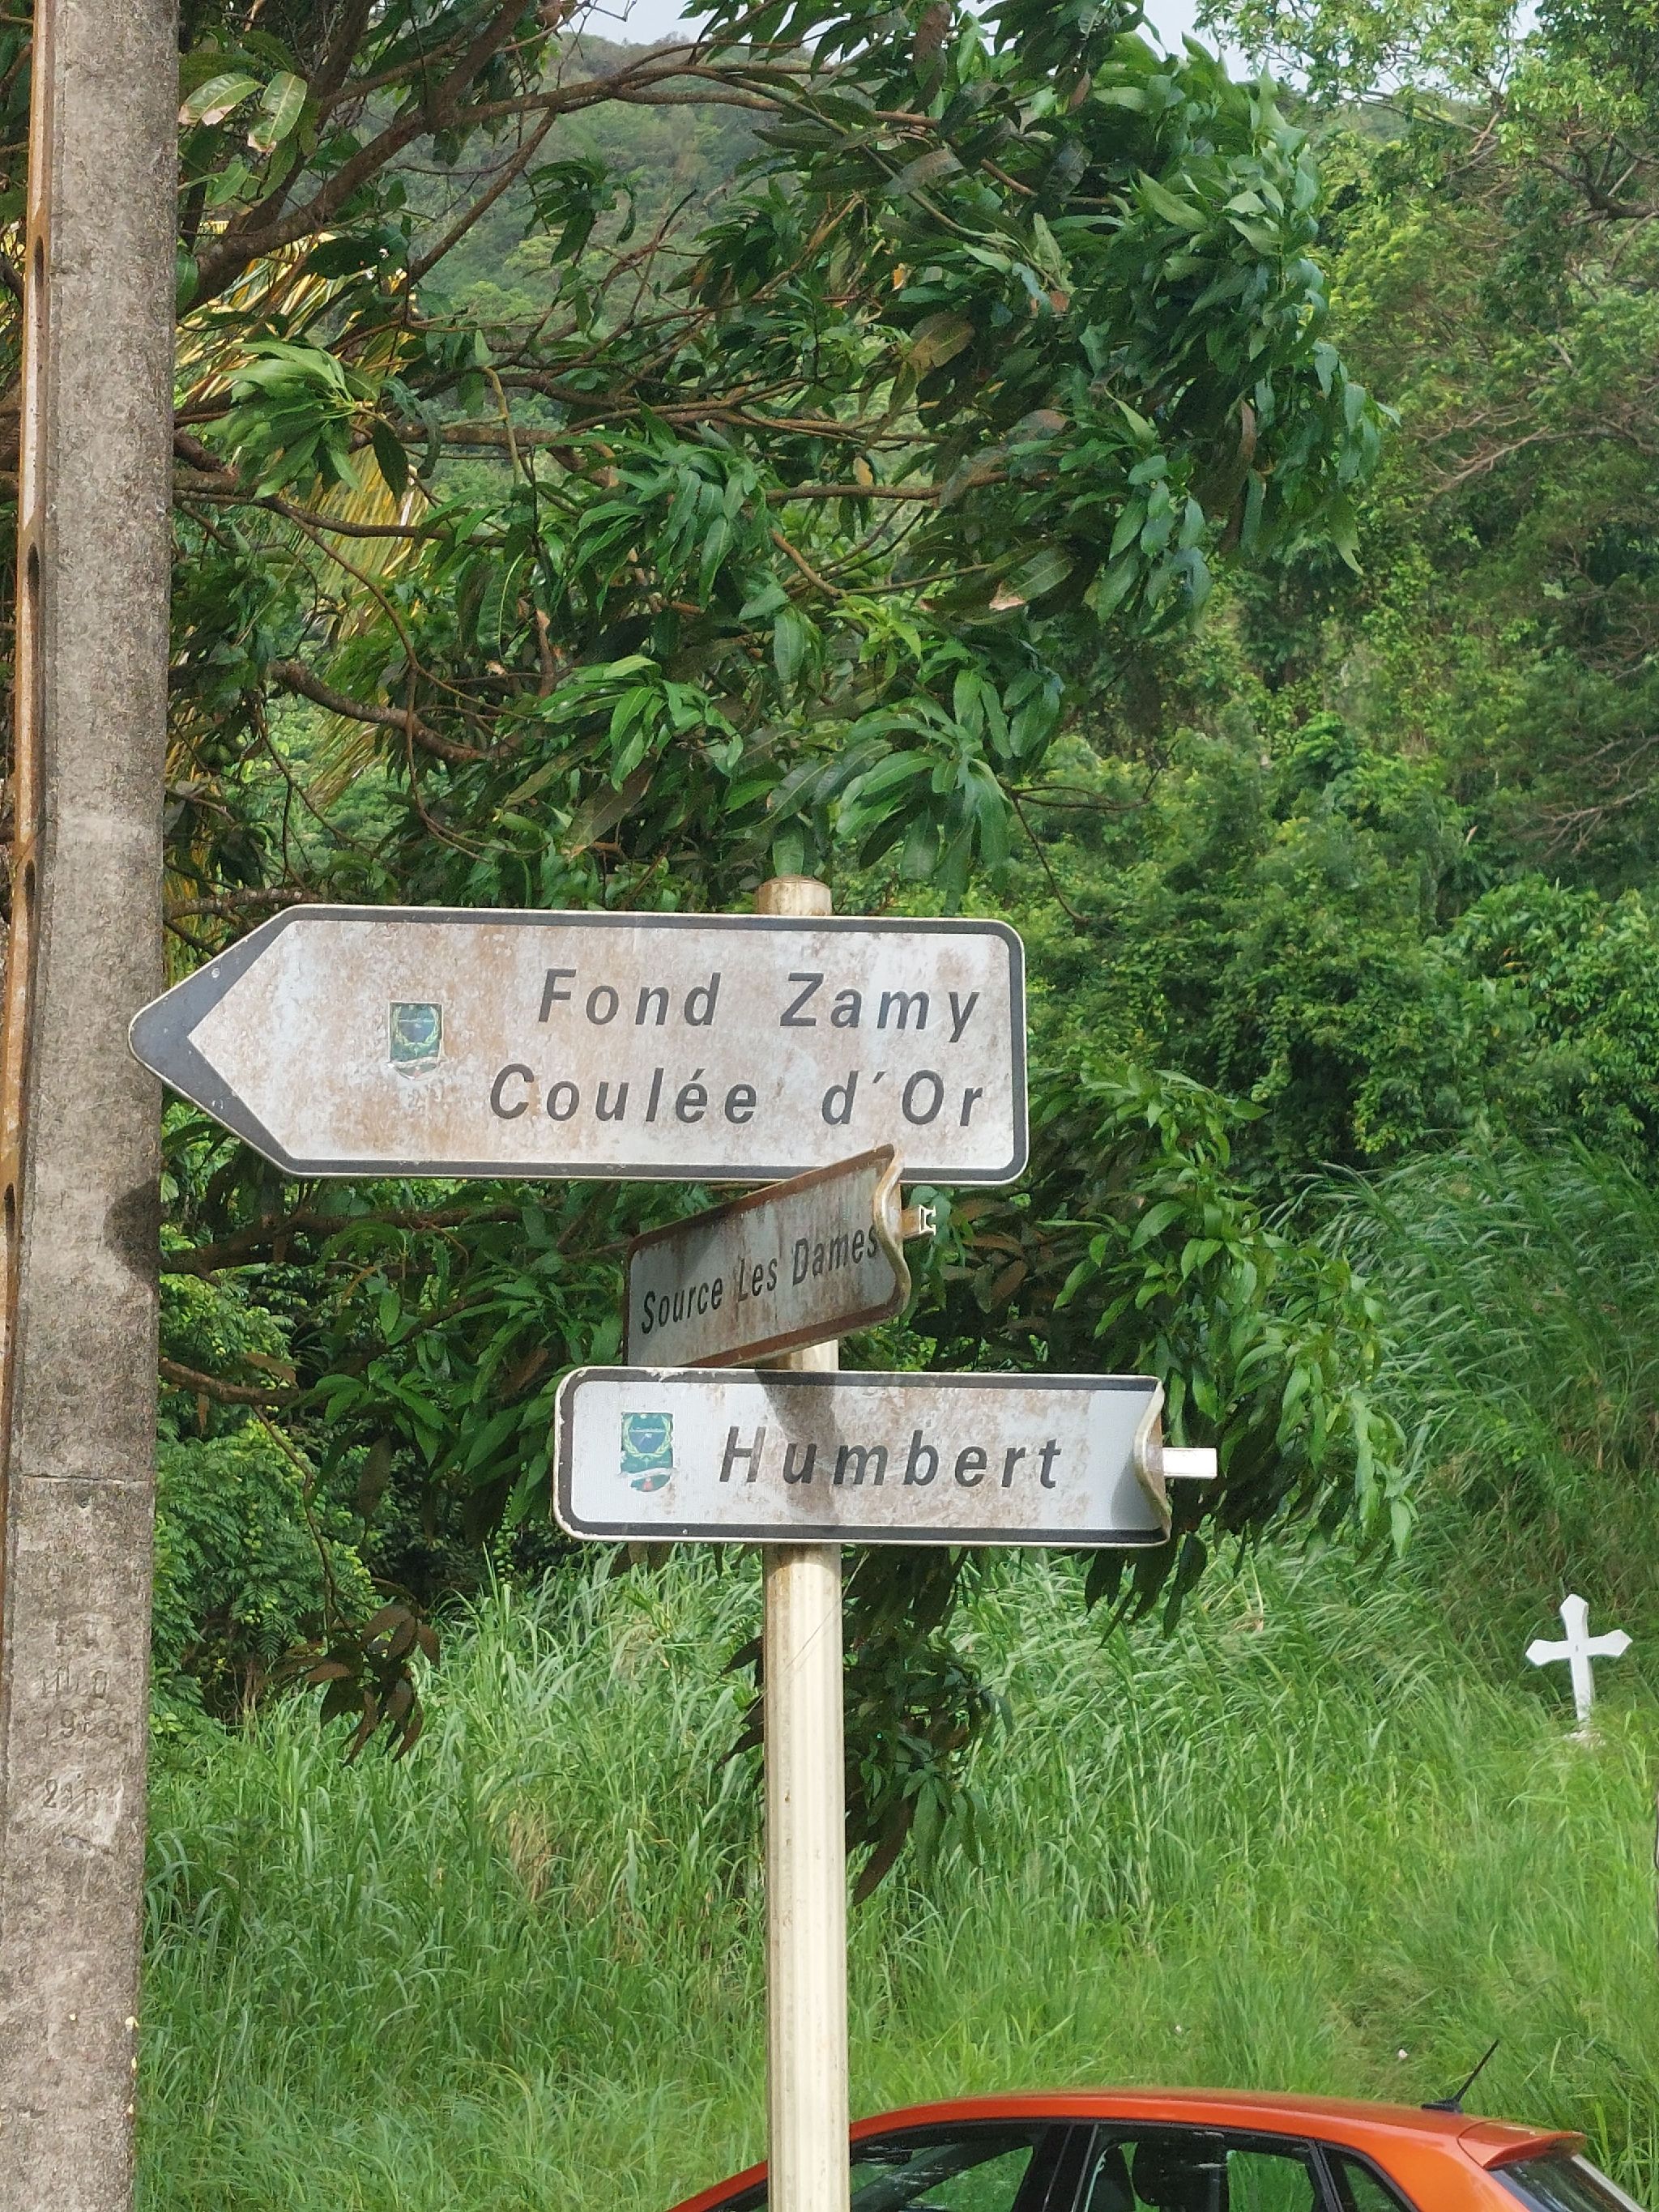 Fond Zamy
Coulée d'Or
Source Les Dames
Humbert